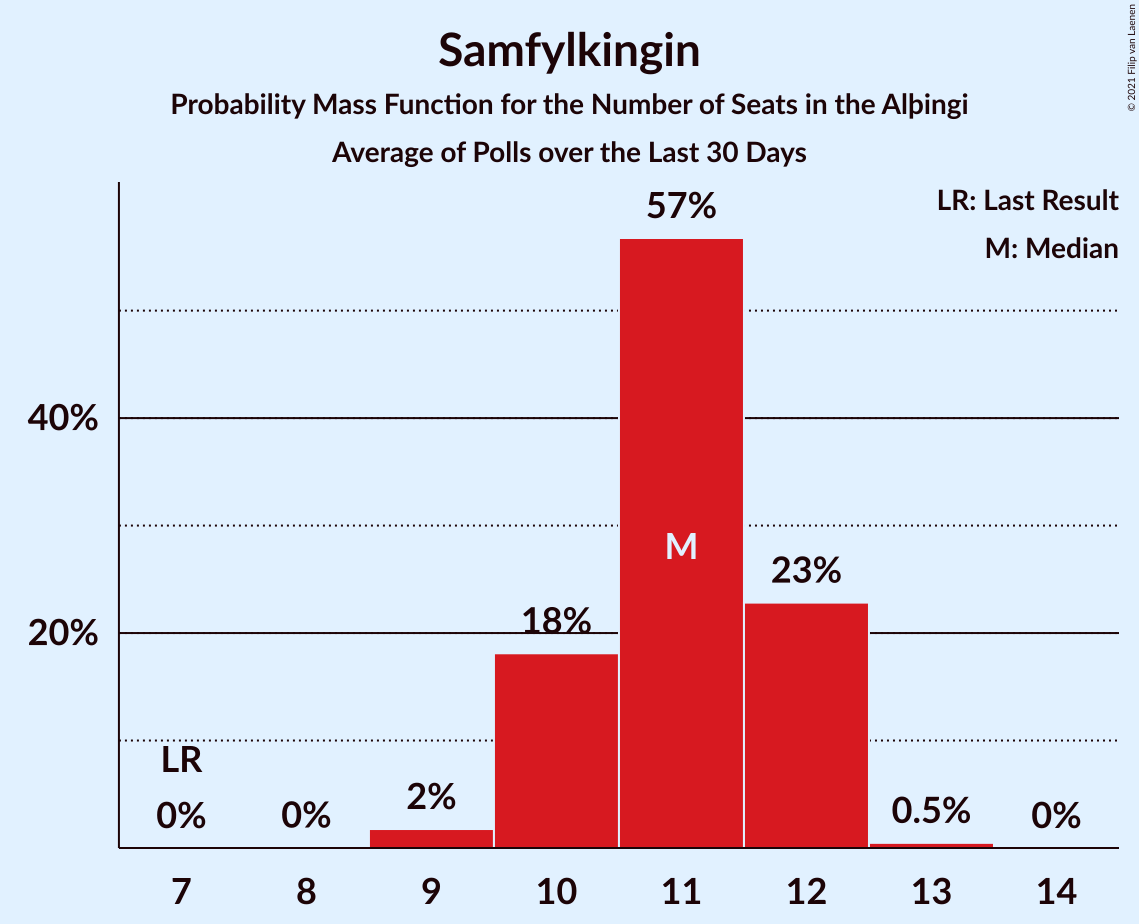 Samfylkingin
Probability Mass Function for the Number of Seats in the Alþingi
Average of Polls over the Last 30 Days
© 2021 Filip van Laenen
LR: Last Result
M: Median
57%
40%
M
23%
18%
20%
LR
0%
0%
2%
0.5%
0%
7 8 9 10 11 12 13 14